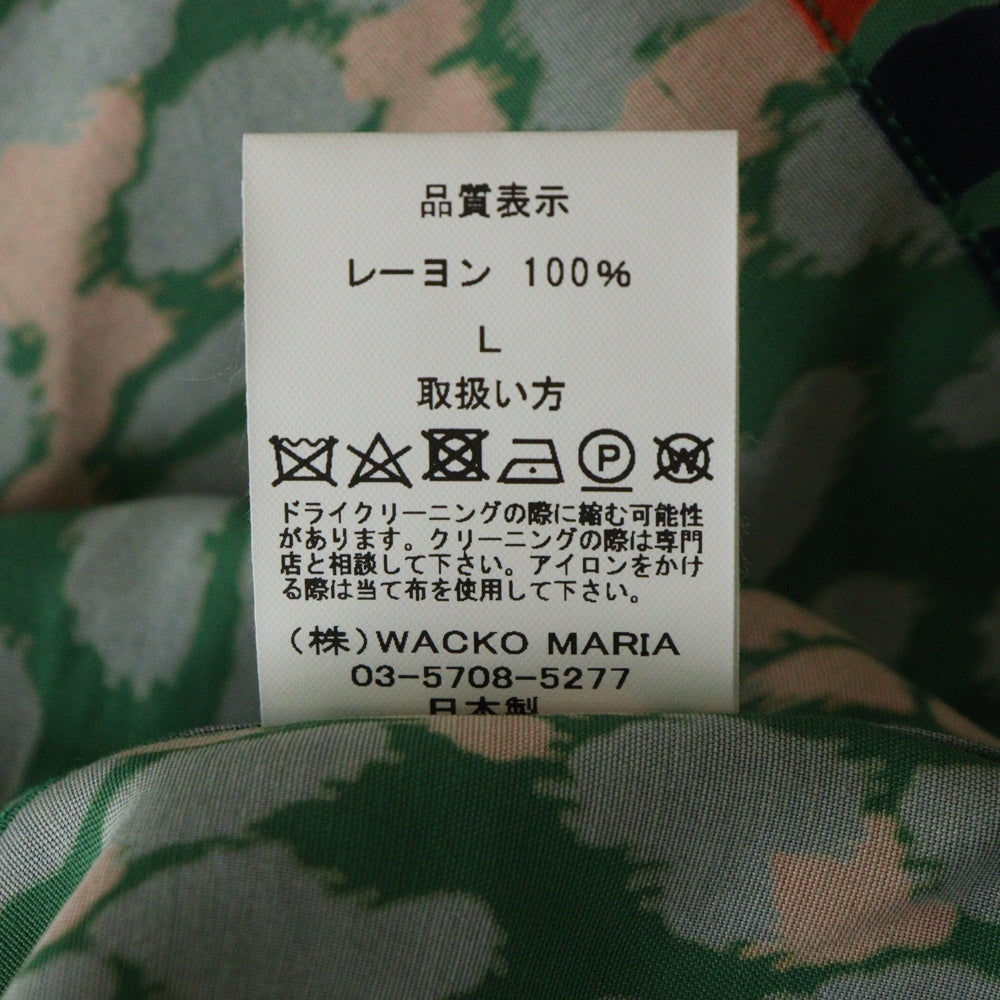 品質表示
レーヨン 100%
L
取扱い方
P W
ドライクリーニングの際に縮む可能性
があります。クリーニングの際は専門
店と相談して下さい。アイロンをかけ
る際は当て布を使用して下さい。
（株）WACKO MARIA
03-5708-5277
日本製